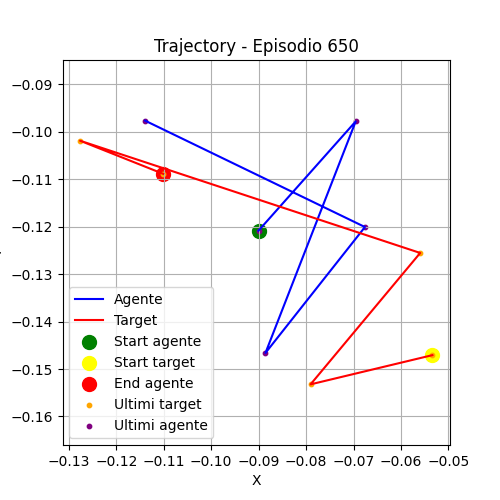 Trajectory - Episodio 650
−0.09
−0.10
−0.11
−0.12
−0.13
−0.14
−0.15
−0.16
Agente
Target
Start agente
Start target
End agente
Ultimi target
Ultimi agente
−0.13 −0.12 −0.11 −0.10 −0.09 −0.08 −0.07 −0.06 −0.05
X